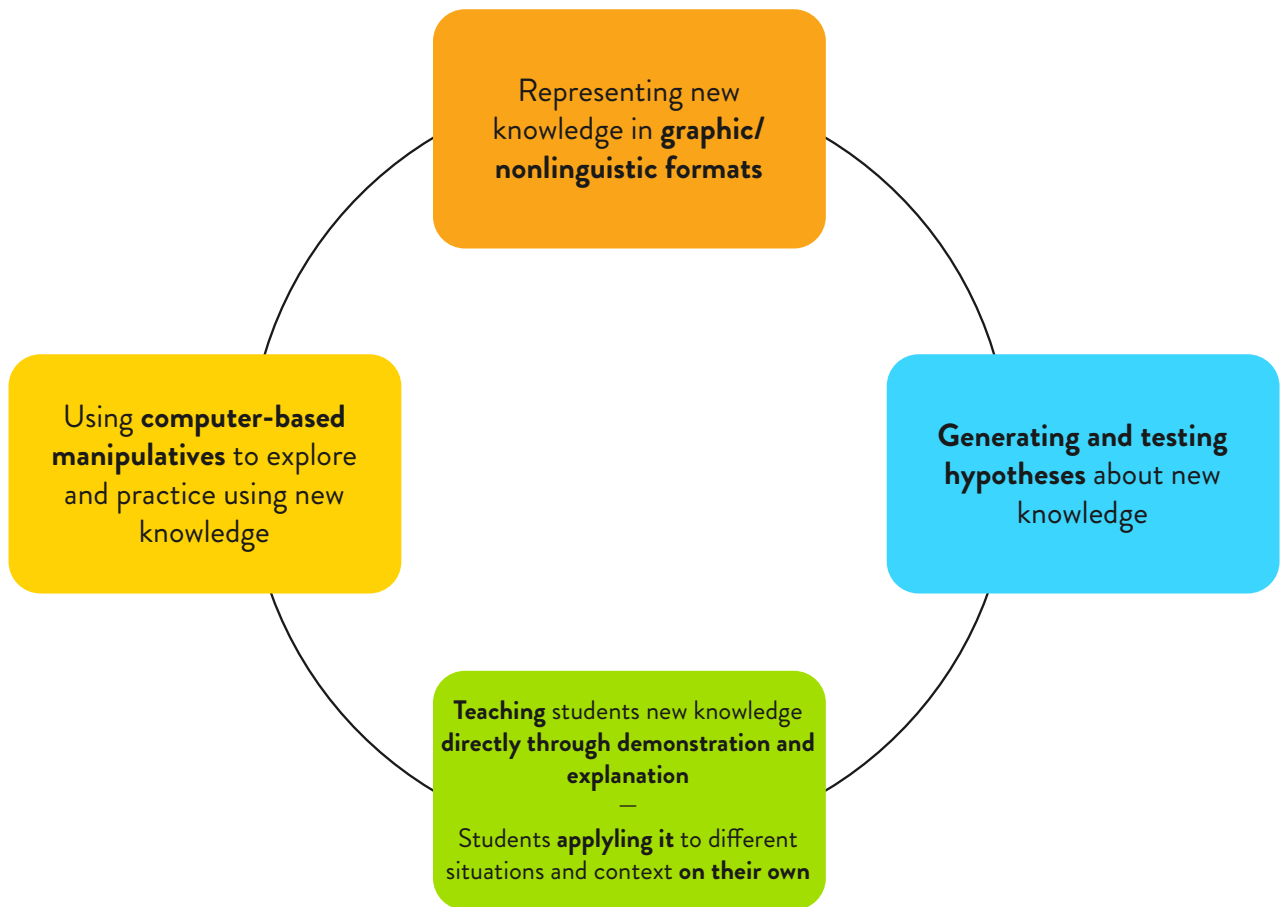 Representing new
knowledge in graphic/
nonlinguistic formats
Using computer-based
manipulatives to explore
and practice using new
knowledge
Generating and testing
hypotheses about new
knowledge
Teaching students new knowledge
directly through demonstration and
explanation
—
Students applyling it to different
situations and context on their own